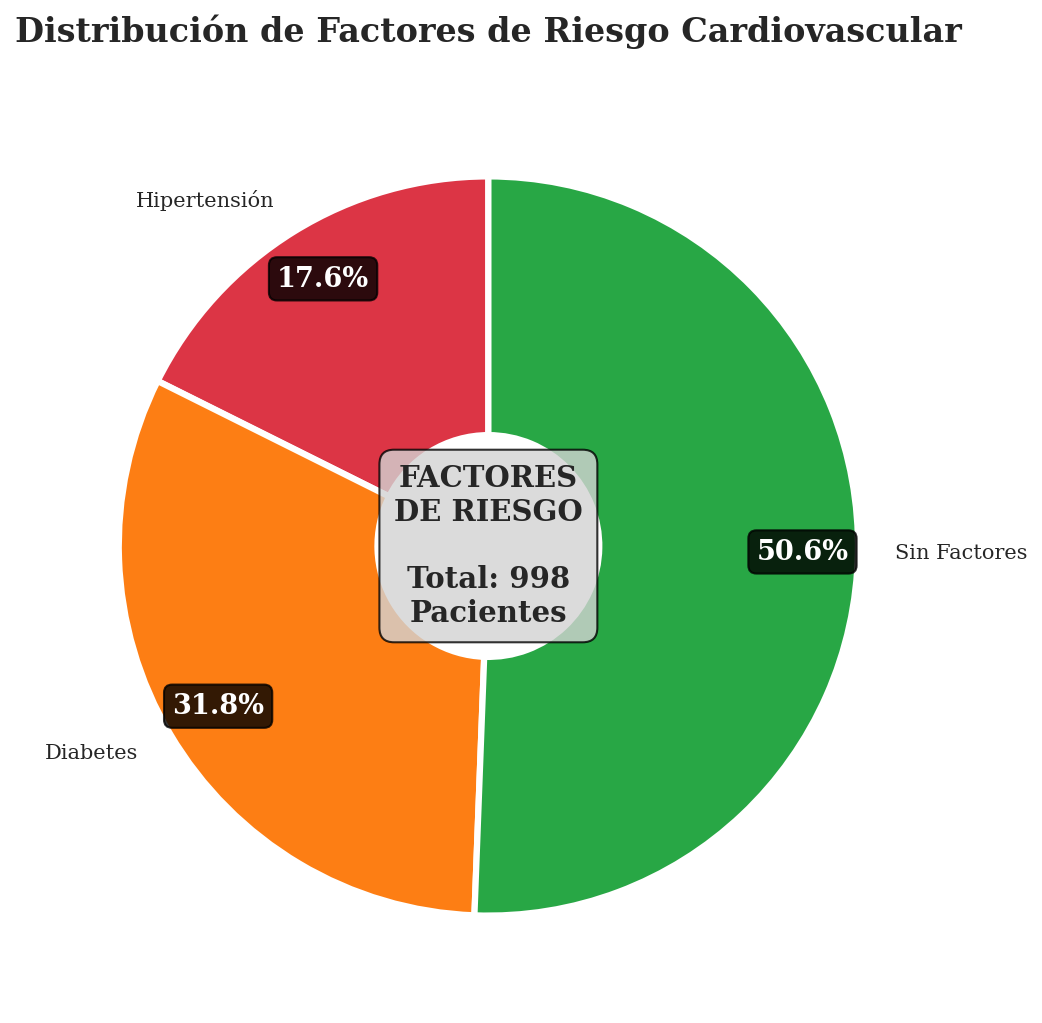 Distribución de Factores de Riesgo Cardiovascular
Hipertensión
17.6%
FACTORES
DE RIESGO
Total: 998
Pacientes
50.6%
Sin Factores
31.8%
Diabetes